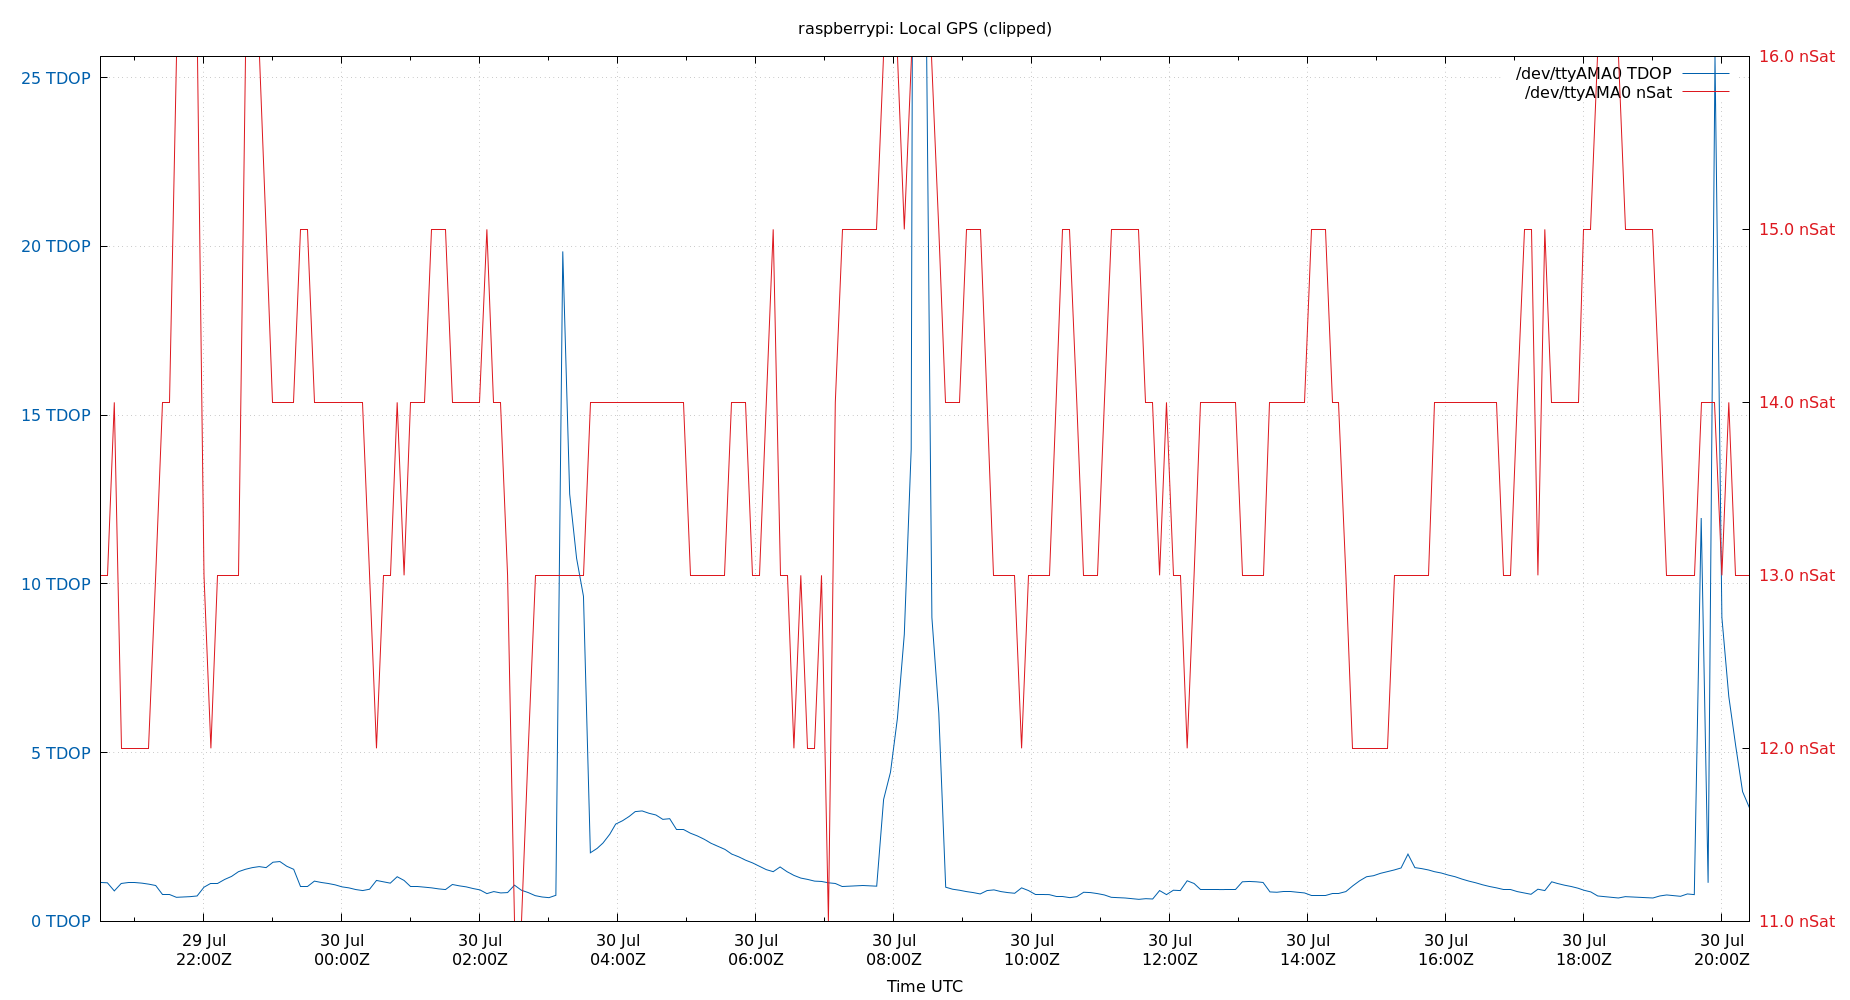 raspberrypi: Local GPS (clipped)
/dev/ttyAMA0 TDOP
/dev/ttyAMA0 nSat
25 TDOP
20 TDOP
15 TDOP
10 TDOP
5 TDOP
0 TDOP
16.0 nSat
15.0 nSat
14.0 nSat
13.0 nSat
12.0 nSat
11.0 nSat
29 Jul
22:00Z
30 Jul
00:00Z
30 Jul
02:00Z
30 Jul
04:00Z
30 Jul
06:00Z
30 Jul
08:00Z
30 Jul
10:00Z
30 Jul
12:00Z
30 Jul
14:00Z
30 Jul
16:00Z
30 Jul
18:00Z
30 Jul
20:00Z
Time UTC